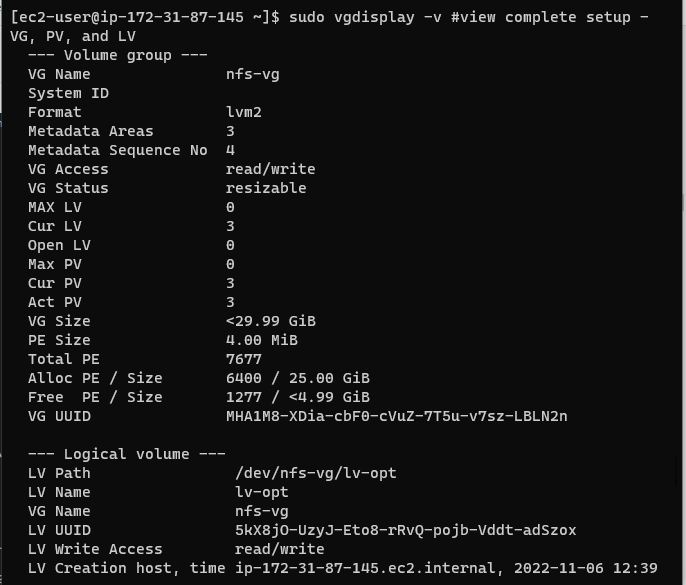 [ec2-user@ip-172-31-87-145 ~]$ sudo vgdisplay -v #view complete setup -
VG, PV, and LV
  --- Volume group ---
  VG Name               nfs-vg
  System ID
  Format                lvm2
  Metadata Areas        3
  Metadata Sequence No  4
  VG Access             read/write
  VG Status             resizable
  MAX LV                0
  Cur LV                3
  Open LV               0
  Max PV                0
  Cur PV                3
  Act PV                3
  VG Size               <29.99 GiB
  PE Size               4.00 MiB
  Total PE              7677
  Alloc PE / Size       6400 / 25.00 GiB
  Free  PE / Size       1277 / <4.99 GiB
  VG UUID               MHA1M8-XDia-cbF0-cVuZ-7T5u-v7sz-LBLN2n

  --- Logical volume ---
  LV Path                /dev/nfs-vg/lv-opt
  LV Name                lv-opt
  VG Name                nfs-vg
  LV UUID                5kX8jO-UzyJ-Eto8-rRvQ-pojb-Vddt-adSzox
  LV Write Access        read/write
  LV Creation host, time ip-172-31-87-145.ec2.internal, 2022-11-06 12:39